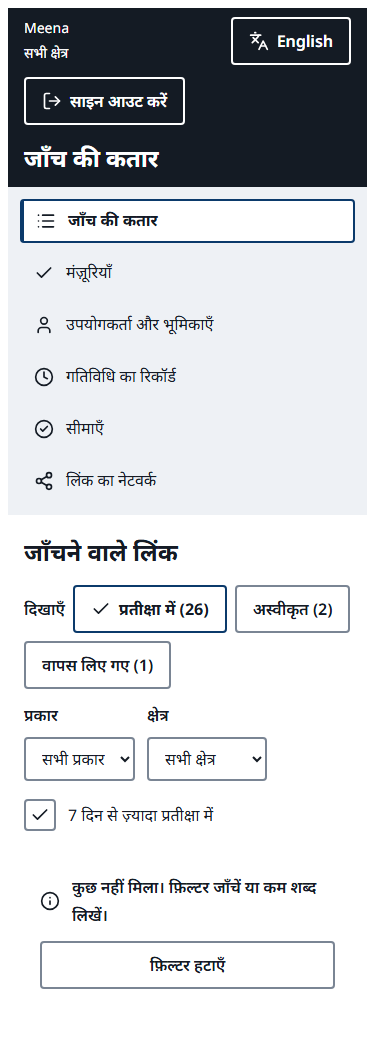 Meena
सभी क्षेत्र
English
साइन आउट करें
जाँच की कतार
जाँच की कतार
मंज़ूरियाँ
उपयोगकर्ता और भूमिकाएँ
गतिविधि का रिकॉर्ड
सीमाएँ
लिंक का नेटवर्क
जाँचने वाले लिंक
दिखाएँ प्रतीक्षा में (26) अस्वीकृत (2)
वापस लिए गए (1)
प्रकार क्षेत्र
सभी प्रकार सभी क्षेत्र
7 दिन से ज़्यादा प्रतीक्षा में
कुछ नहीं मिला। फ़िल्टर जाँचें या कम शब्द
लिखें।
फ़िल्टर हटाएँ